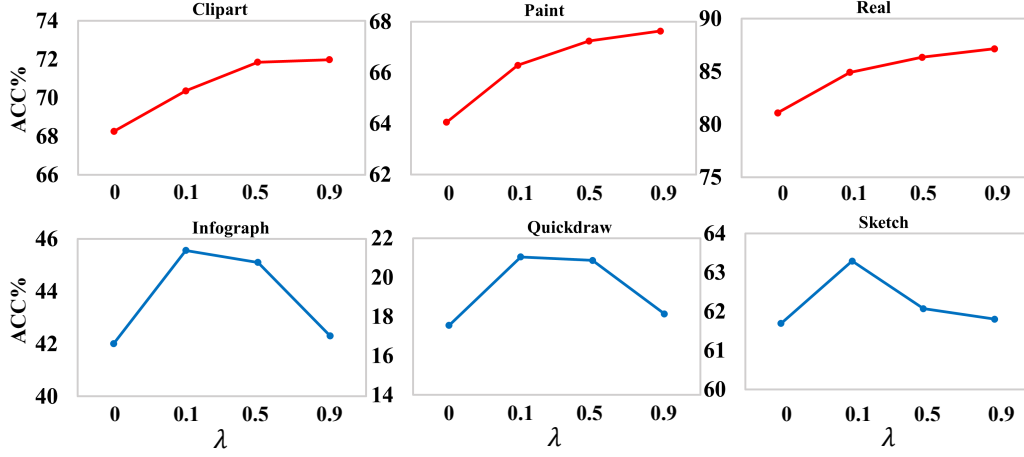 Clipart
ACC%
74
72
70
68
66
0 0.1 0.5 0.9
Paint
68
66
64
62
0 0.1 0.5 0.9
Real
90
85
80
75
0 0.1 0.5 0.9
Infograph
ACC%
46
44
42
40
0 0.1 0.5 0.9
λ
Quickdraw
22
20
18
16
14
0 0.1 0.5 0.9
λ
Sketch
64
63
62
61
60
0 0.1 0.5 0.9
λ